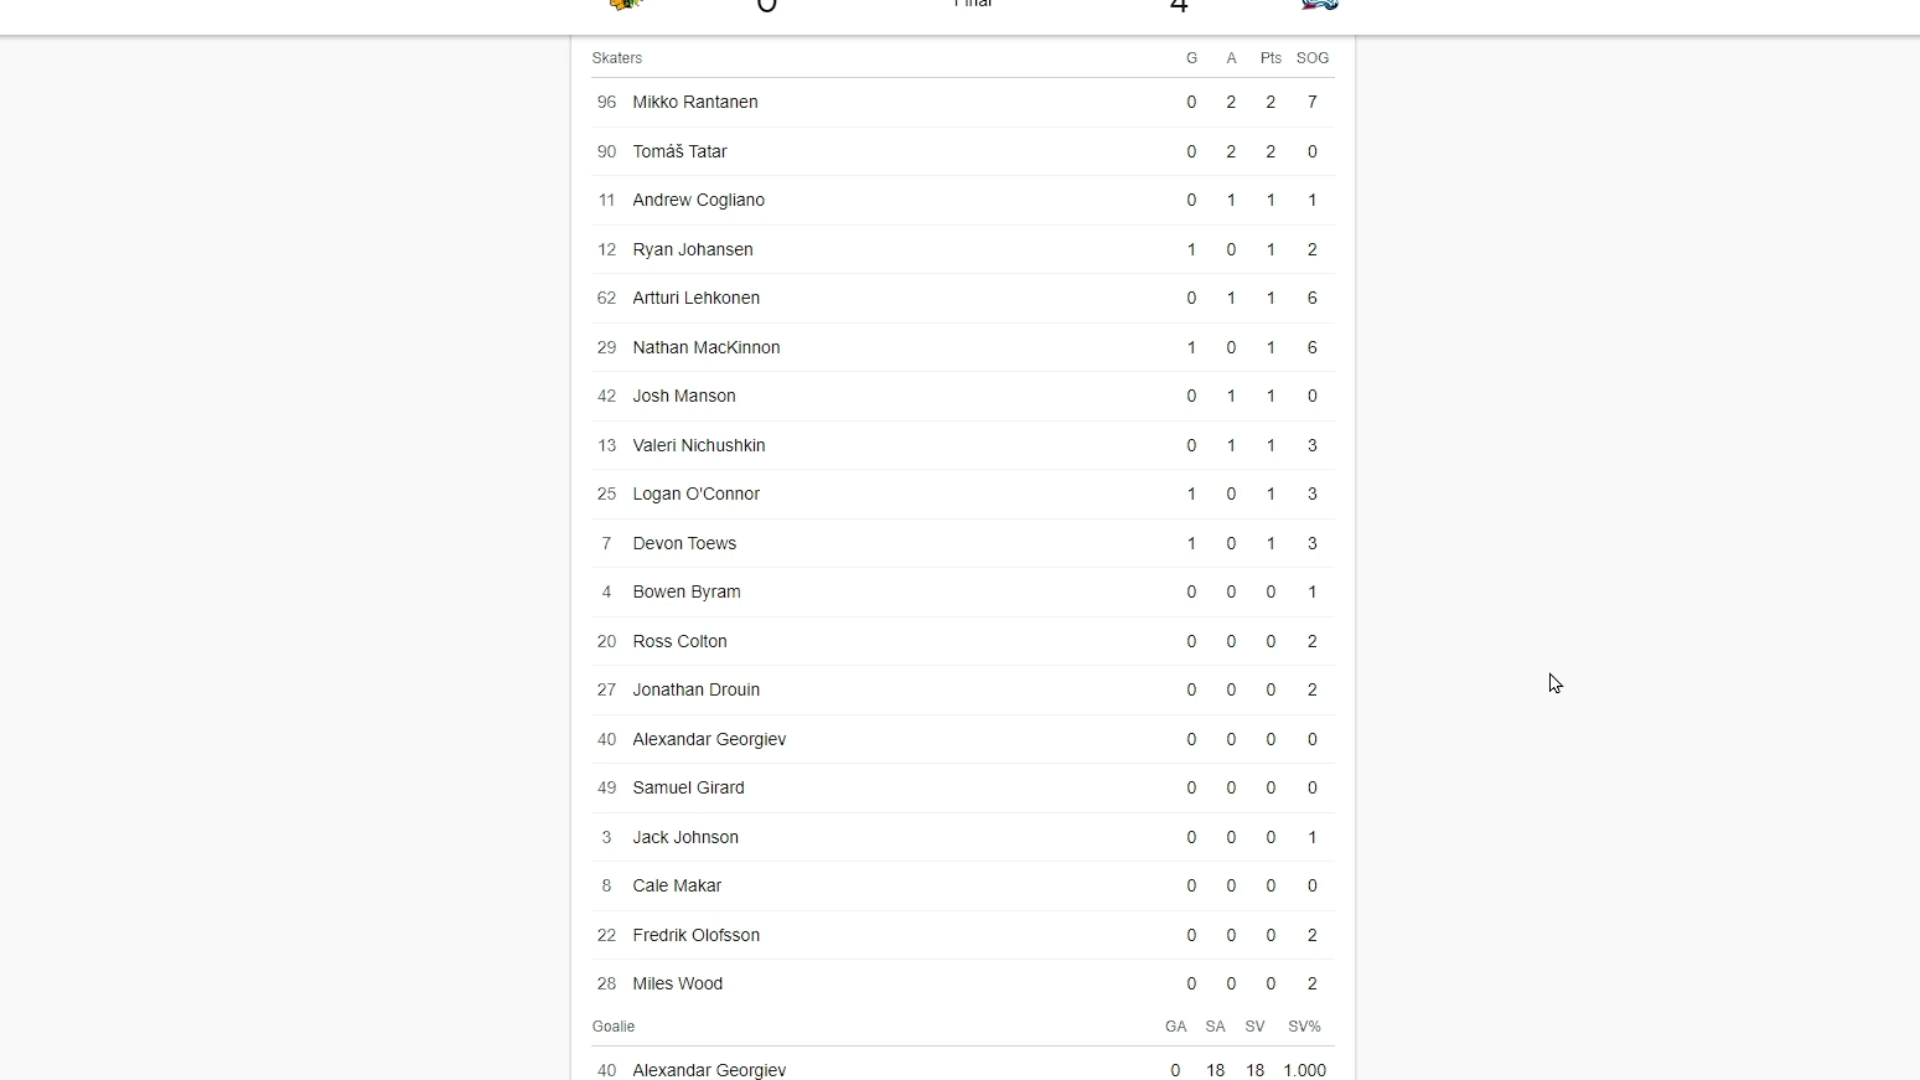 0 Final 4
Skaters G A Pts SOG
96 Mikko Rantanen 0 2 2 7
90 Tomáš Tatar 0 2 2 0
11 Andrew Cogliano 0 1 1 1
12 Ryan Johansen 1 0 1 2
62 Artturi Lehkonen 0 1 1 6
29 Nathan MacKinnon 1 0 1 6
42 Josh Manson 0 1 1 0
13 Valeri Nichushkin 0 1 1 3
25 Logan O'Connor 1 0 1 3
7 Devon Toews 1 0 1 3
4 Bowen Byram 0 0 0 1
20 Ross Colton 0 0 0 2
27 Jonathan Drouin 0 0 0 2
40 Alexandar Georgiev 0 0 0 0
49 Samuel Girard 0 0 0 0
3 Jack Johnson 0 0 0 1
8 Cale Makar 0 0 0 0
22 Fredrik Olofsson 0 0 0 2
28 Miles Wood 0 0 0 2
Goalie GA SA SV SV%
40 Alexandar Georgiev 0 18 18 1.000